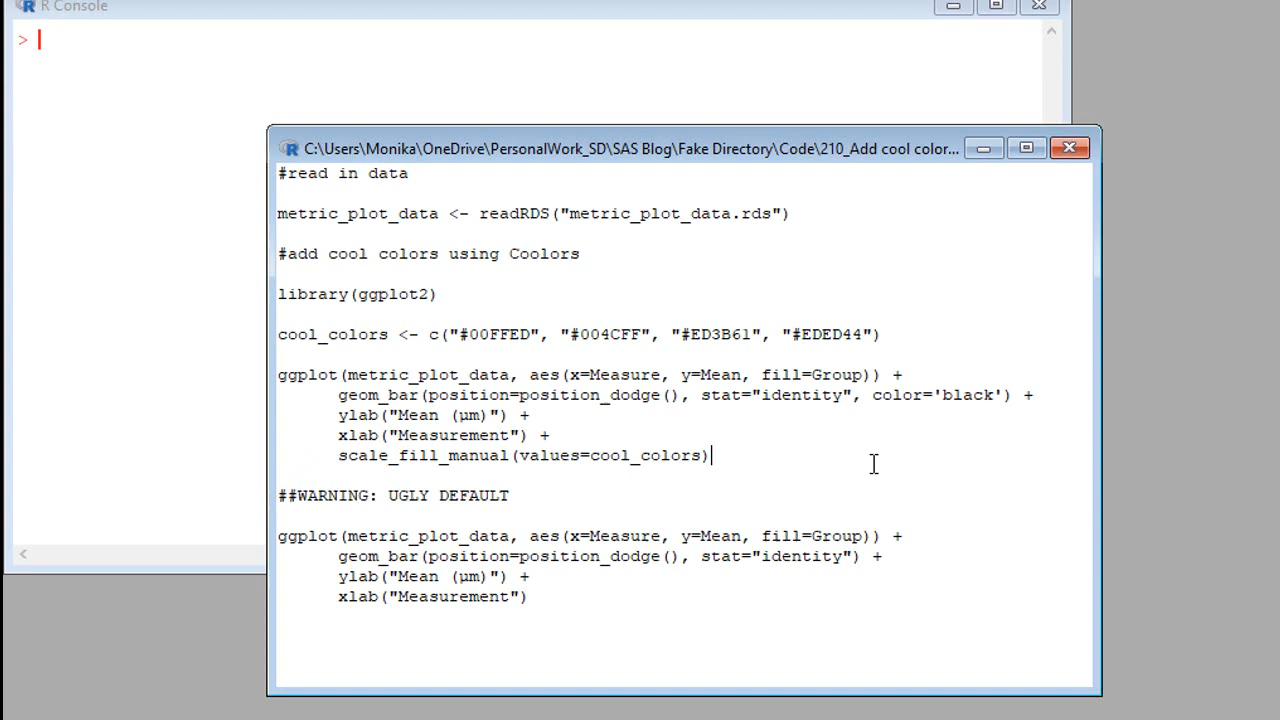 R Console
>
C:\Users\Monika\OneDrive\PersonalWork_SD\SAS Blog\Fake Directory\Code\210_Add cool color...
#read in data
metric_plot_data <- readRDS("metric_plot_data.rds")
#add cool colors using Coolors
library(ggplot2)
cool_colors <- c("#00FFED", "#004CFF", "#ED3B61", "#EDED44")
ggplot(metric_plot_data, aes(x=Measure, y=Mean, fill=Group)) +
geom_bar(position=position_dodge(), stat="identity", color='black') +
ylab("Mean (µm)") +
xlab("Measurement") +
scale_fill_manual(values=cool_colors)
##WARNING: UGLY DEFAULT
ggplot(metric_plot_data, aes(x=Measure, y=Mean, fill=Group)) +
geom_bar(position=position_dodge(), stat="identity") +
ylab("Mean (µm)") +
xlab("Measurement")